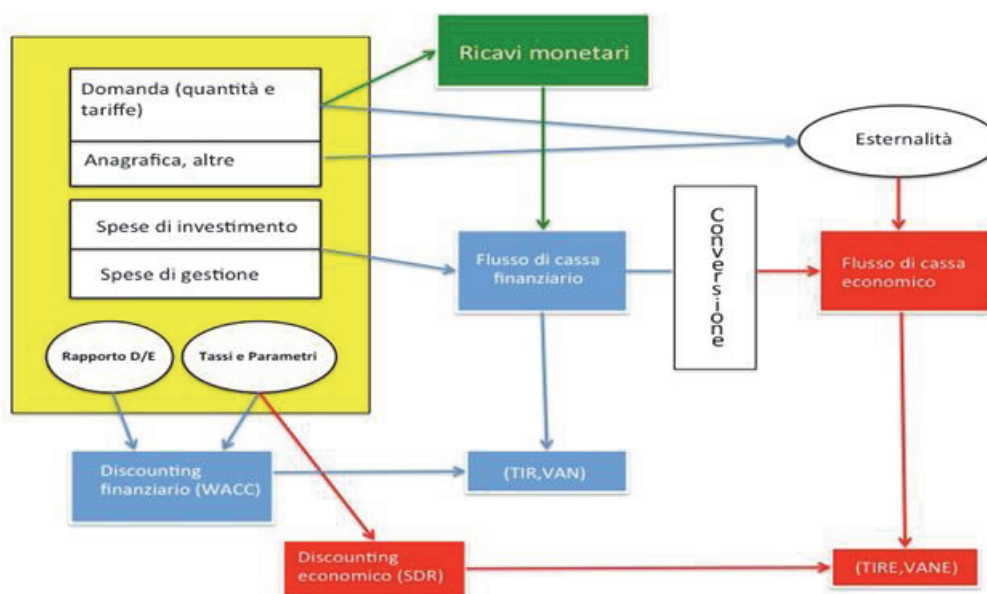 Ricavi monetari
Domanda (quantità e
tariffe)
Anagrafica, altre
Esternalità
Spese di investimento
Spese di gestione
Flusso di cassa
finanziario
Conversione
Flusso di cassa
economico
Rapporto D/E
Tassi e Parametri
Discounting
finanziario (WACC)
(TIR,VAN)
Discounting
economico (SDR)
(TIRE,VANE)